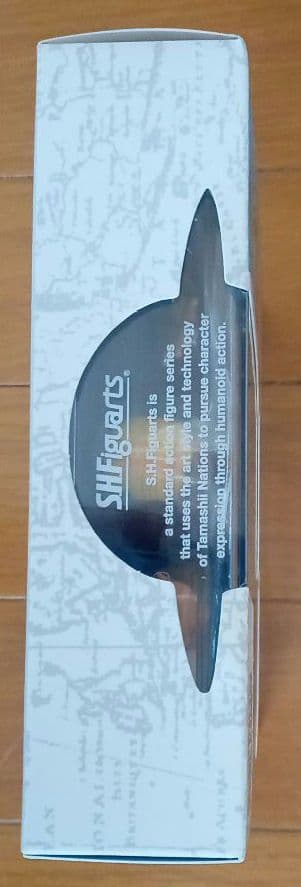 S.H.Figuarts®
S.H.Figuarts is
a standard action figure series
that uses the art style and technology
of Tamashii Nations to pursue character
expression through humanoid action.